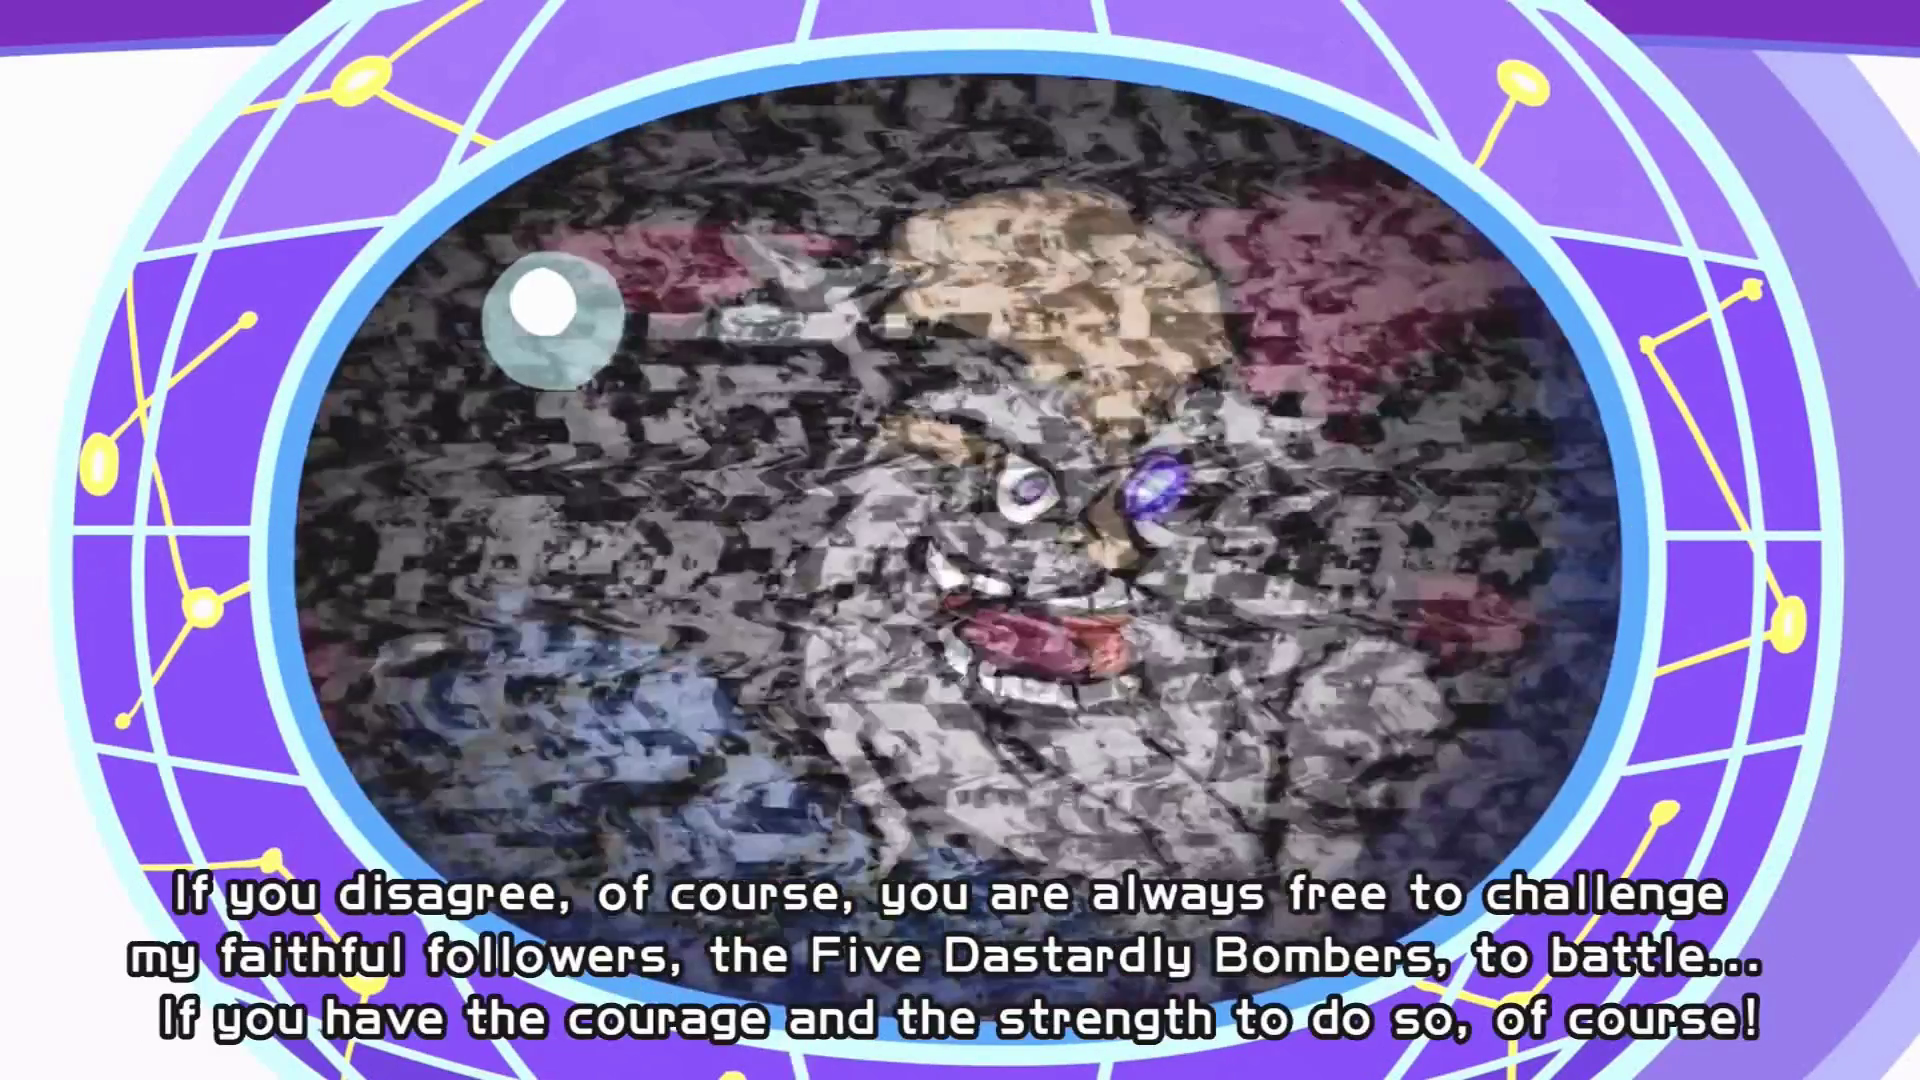 If you disagree, of course, you are always free to challenge
my faithful followers, the Five Dastardly Bombers, to battle...
If you have the courage and the strength to do so, of course!